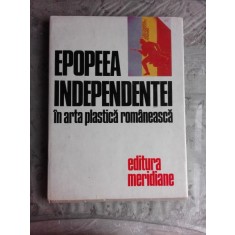 EPOPEEA
INDEPENDENTEI
în arta plastică românească
editura
meridiane